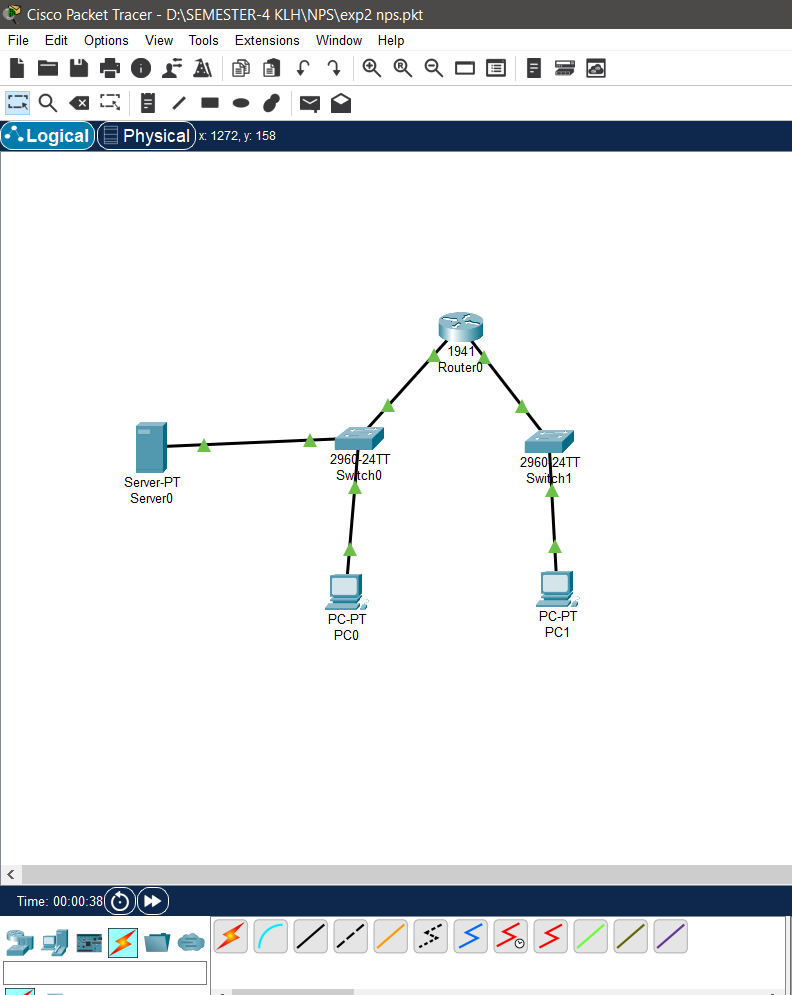 Cisco Packet Tracer - D:\SEMESTER-4 KLH\NPS\exp2 nps.pkt
File Edit Options View Tools Extensions Window Help
Logical Physical x: 1272, y: 158
1941
Router0
2960-24TT
Switch0
2960-24TT
Switch1
Server-PT
Server0
PC-PT
PC0
PC-PT
PC1
Time: 00:00:38